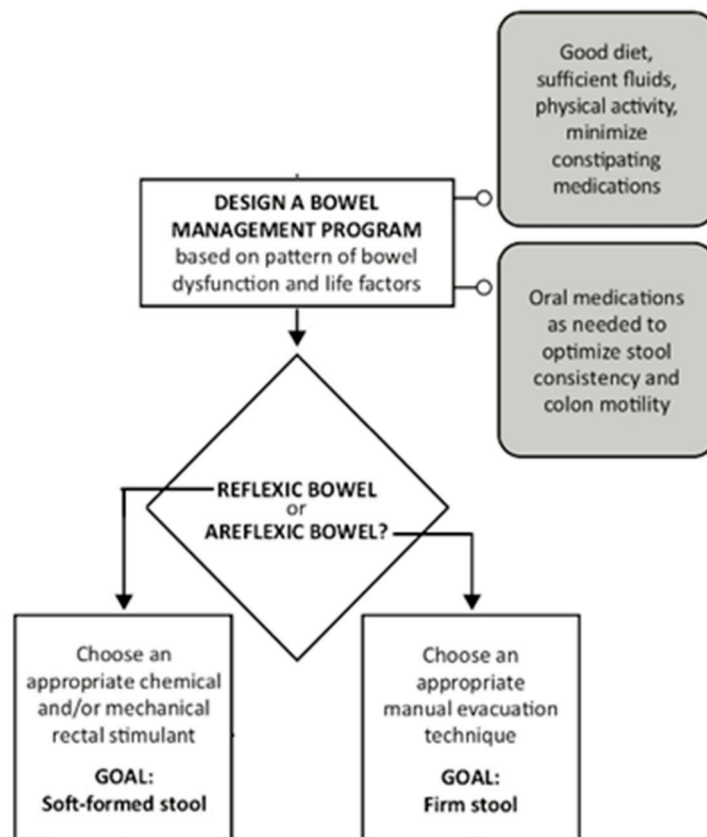 Good diet,
sufficient fluids,
physical activity,
minimize
constipating
medications
DESIGN A BOWEL
MANAGEMENT PROGRAM
based on pattern of bowel
dysfunction and life factors
Oral medications
as needed to
optimize stool
consistency and
colon motility
REFLEXIC BOWEL
or
AREFLEXIC BOWEL?
Choose an
appropriate chemical
and/or mechanical
rectal stimulant
GOAL:
Soft-formed stool
Choose an
appropriate
manual evacuation
technique
GOAL:
Firm stool